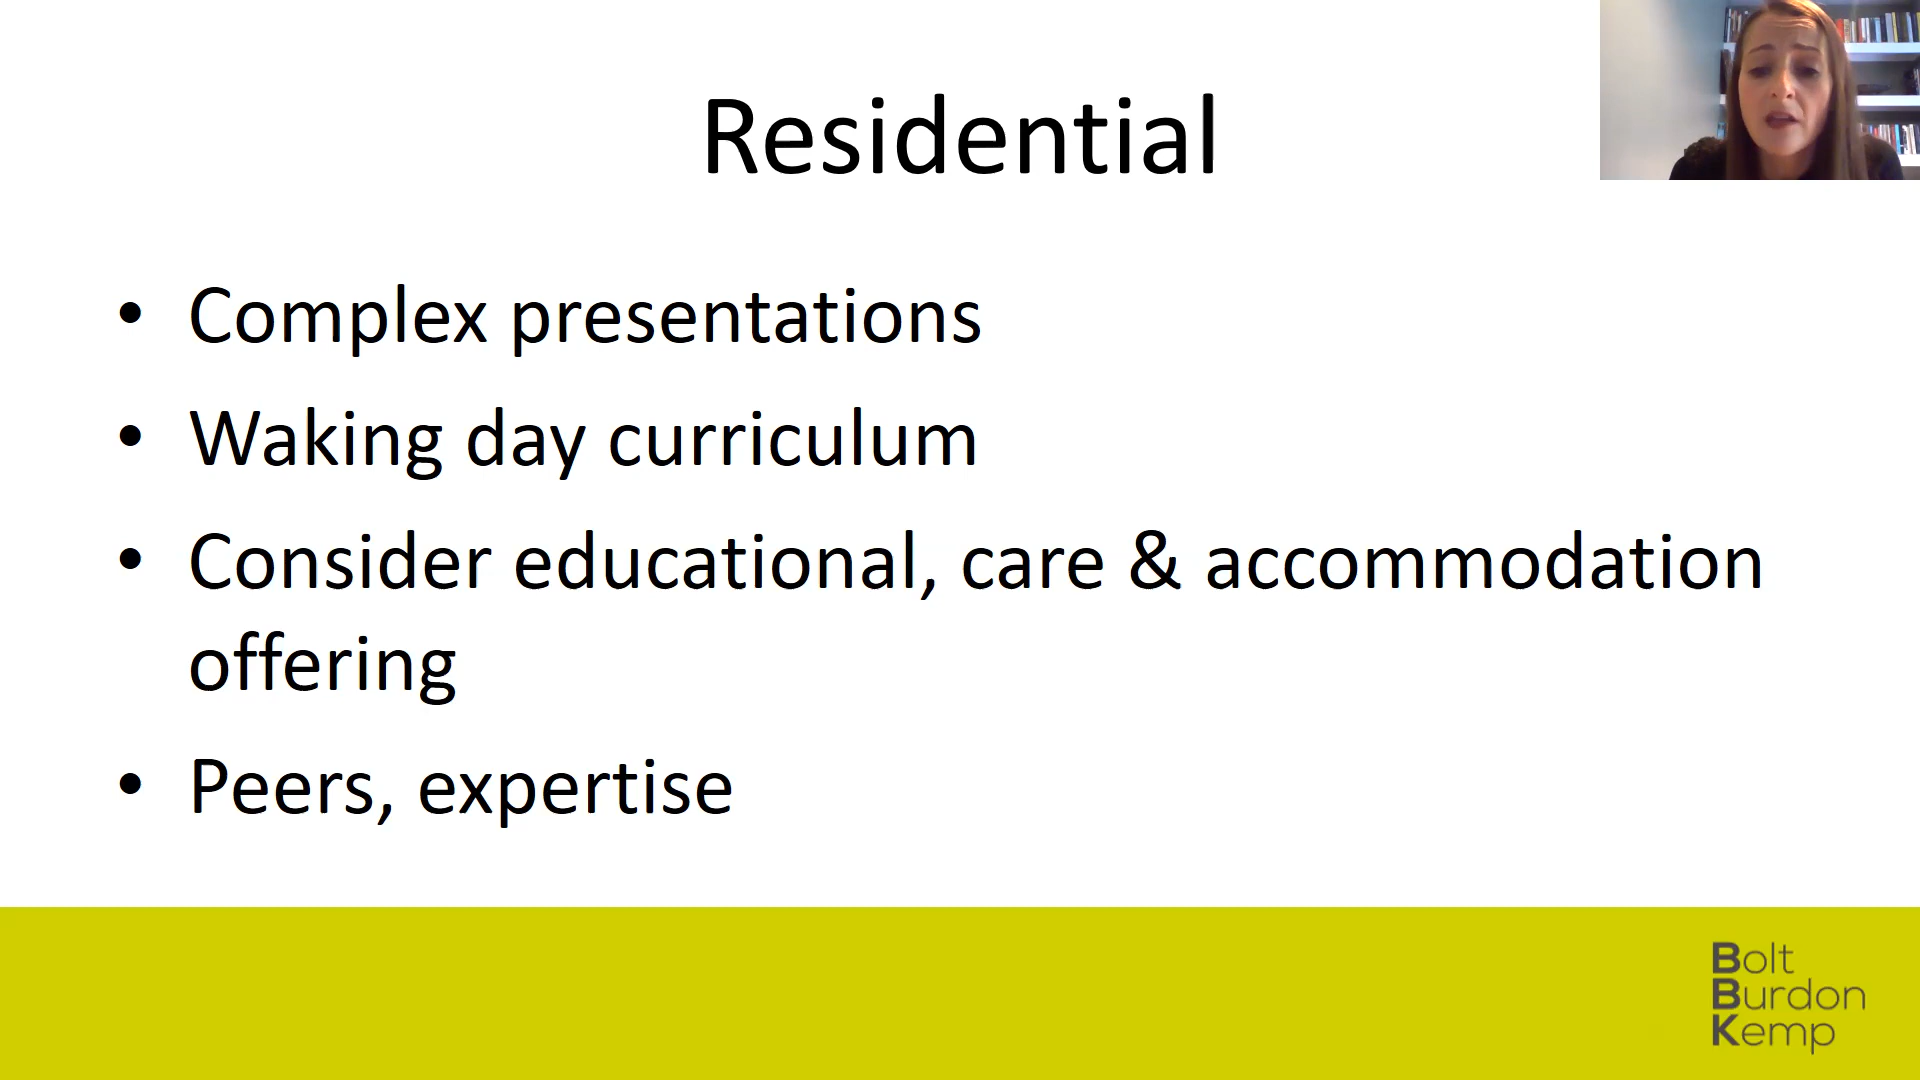 Residential
• Complex presentations
• Waking day curriculum
• Consider educational, care & accommodation
offering
• Peers, expertise
Bolt
Burdon
Kemp